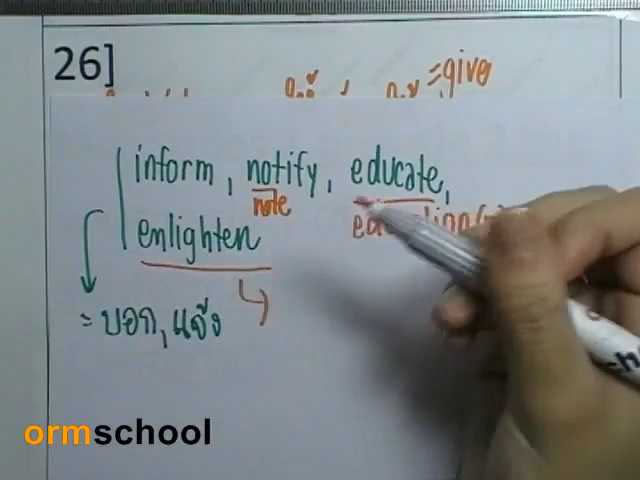 26]
=give
inform, notify, educate,
note
enlighten
= บอก, แจ้ง
ormschool